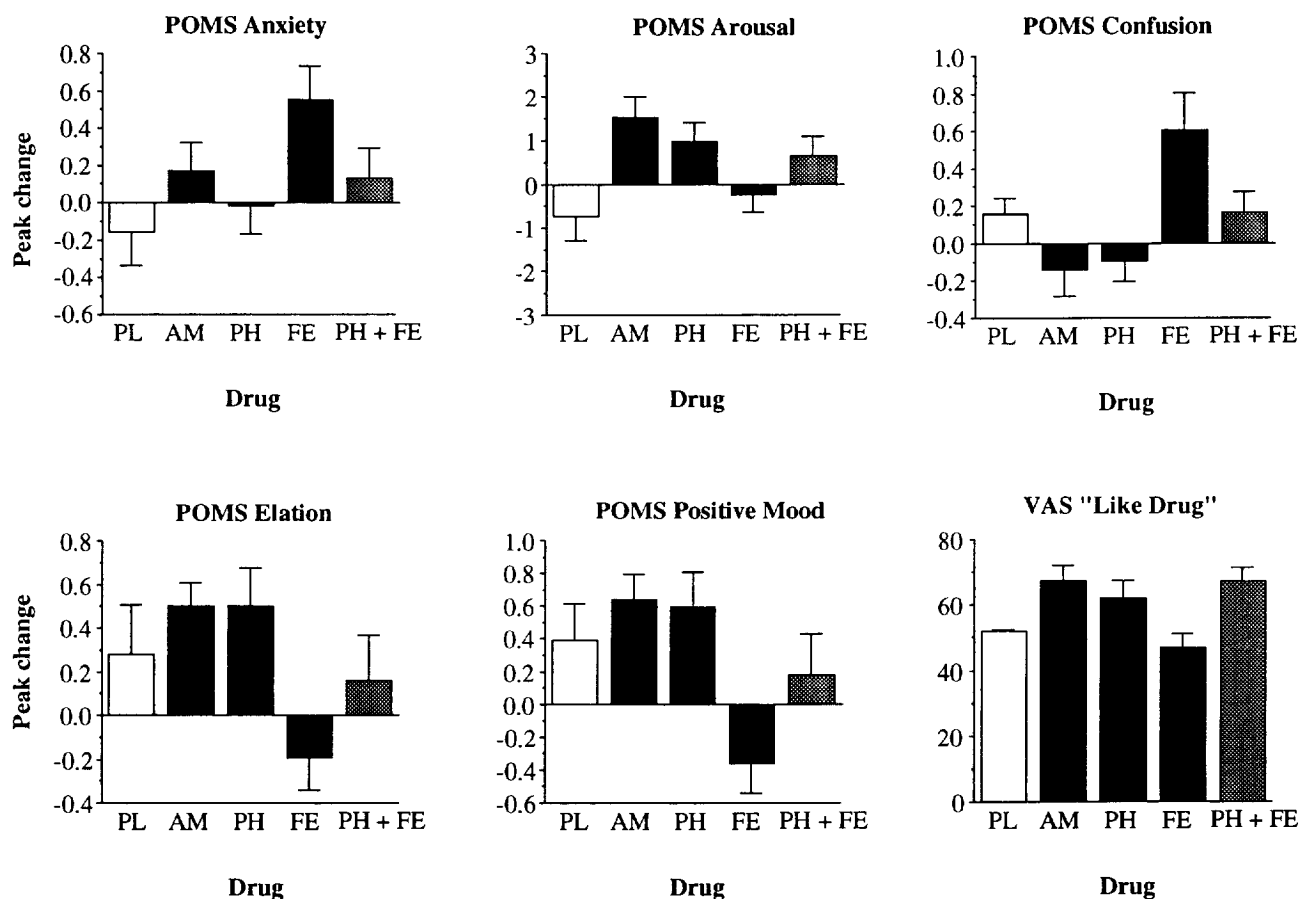 POMS Anxiety
Peak change
0.8
0.6
0.4
0.2
0.0
-0.2
-0.4
-0.6
PL AM PH FE PH + FE
Drug
POMS Arousal
3
2
1
0
-1
-2
-3
PL AM PH FE PH + FE
Drug
POMS Confusion
1.0
0.8
0.6
0.4
0.2
0.0
-0.2
-0.4
PL AM PH FE PH + FE
Drug
POMS Elation
Peak change
0.8
0.6
0.4
0.2
0.0
-0.2
-0.4
PL AM PH FE PH + FE
Drug
POMS Positive Mood
1.0
0.8
0.6
0.4
0.2
0.0
-0.2
-0.4
-0.6
PL AM PH FE PH + FE
Drug
VAS "Like Drug"
80
60
40
20
0
PL AM PH FE PH + FE
Drug